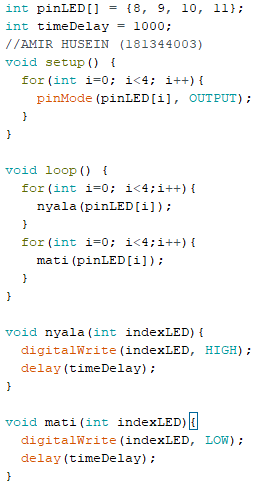 int pinLED[] = {8, 9, 10, 11};
int timeDelay = 1000;
//AMIR HUSEIN (181344003)
void setup() {
  for(int i=0; i<4; i++){
    pinMode(pinLED[i], OUTPUT);
  }
}

void loop() {
  for(int i=0; i<4;i++){
    nyala(pinLED[i]);
  }
  for(int i=0; i<4;i++){
    mati(pinLED[i]);
  }
}

void nyala(int indexLED){
  digitalWrite(indexLED, HIGH);
  delay(timeDelay);
}

void mati(int indexLED){
  digitalWrite(indexLED, LOW);
  delay(timeDelay);
}